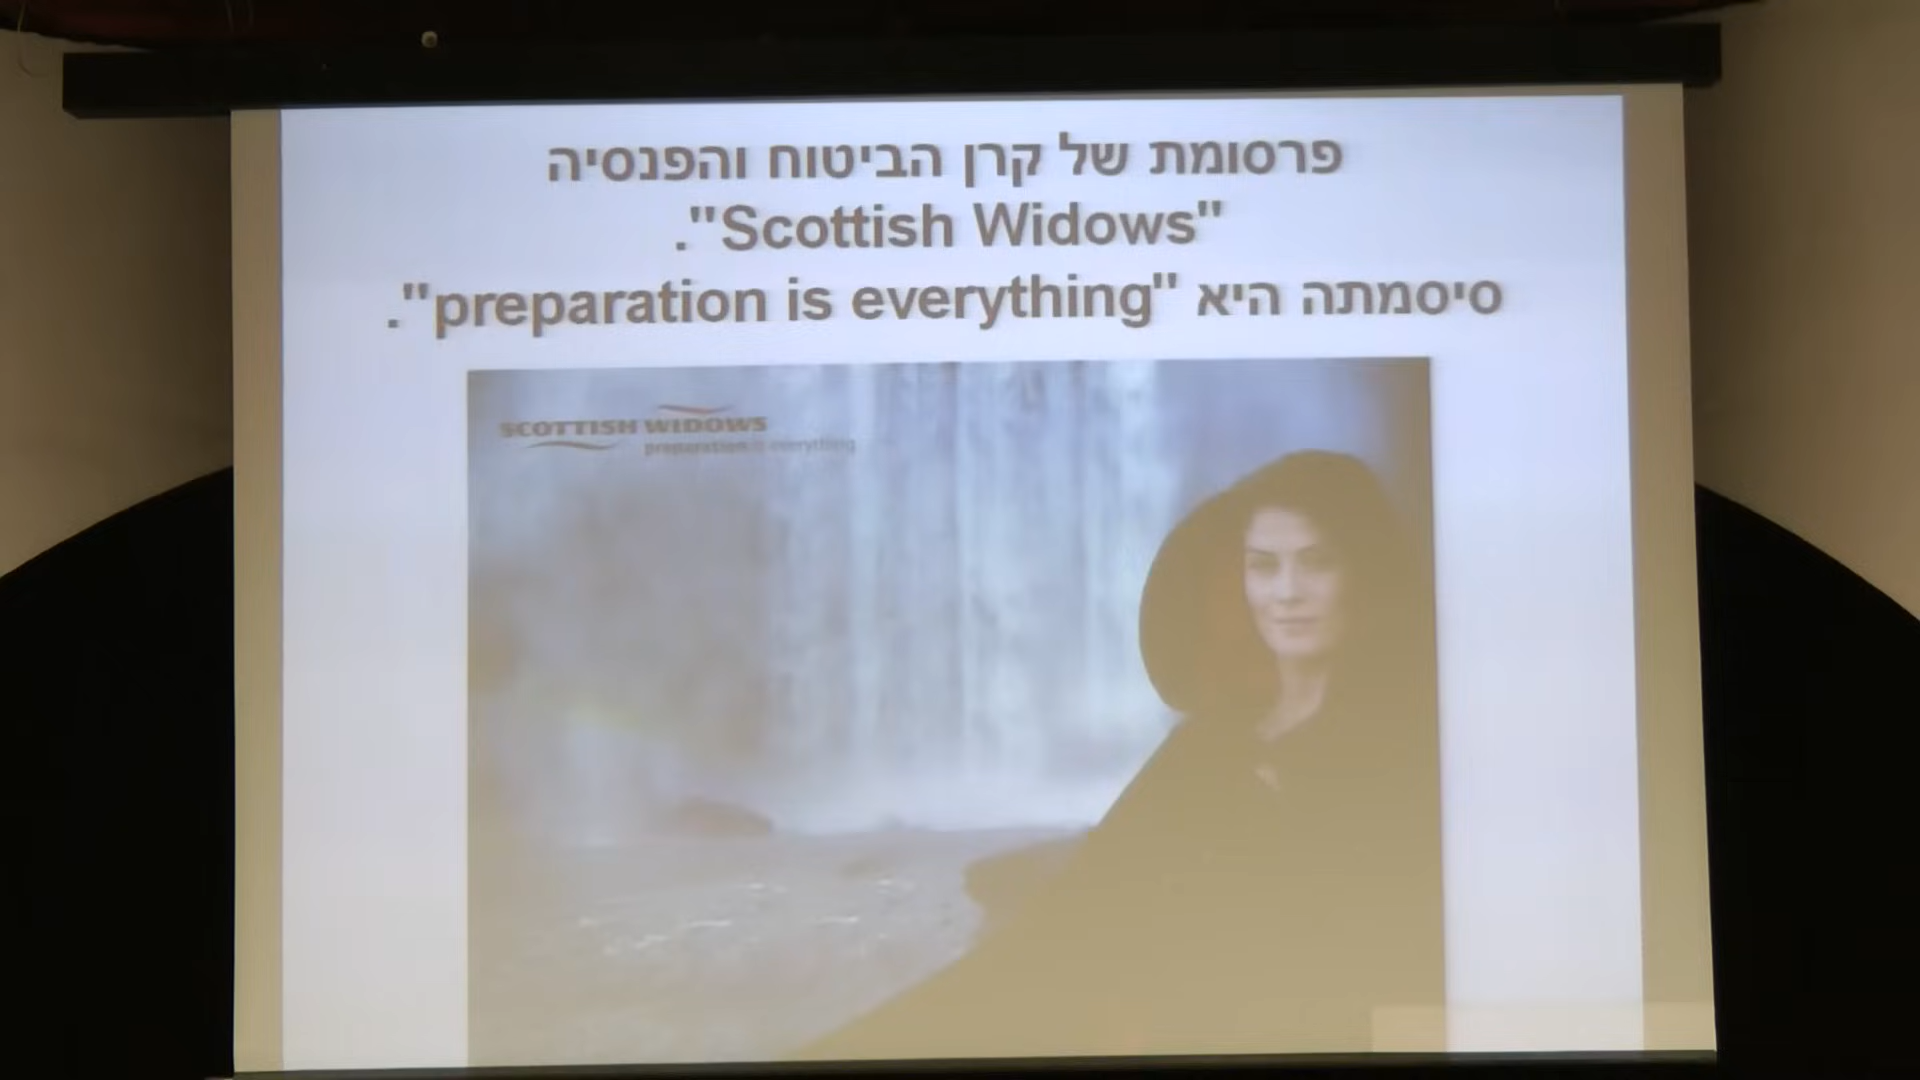 פרסומת של קרן הביטוח והפנסיה
"Scottish Widows".
סיסמתה היא "preparation is everything".
SCOTTISH WIDOWS
preparation is everything